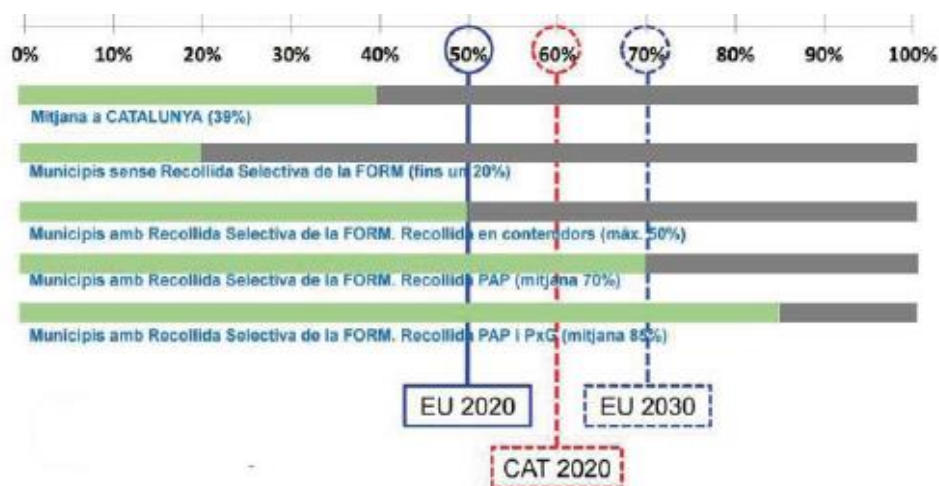 0% 10% 20% 30% 40% 50% 60% 70% 80% 90% 100%
Mitjana a CATALUNYA (39%)
Municipis sense Recollida Selectiva de la FORM (fins un 20%)
Municipis amb Recollida Selectiva de la FORM. Recollida en contenidors (máx. 50%)
Municipis amb Recollida Selectiva de la FORM. Recollida PAP (mitjana 70%)
Municipis amb Recollida Selectiva de la FORM. Recollida PAP i PxG (mitjana 85%)
EU 2020 EU 2030
CAT 2020